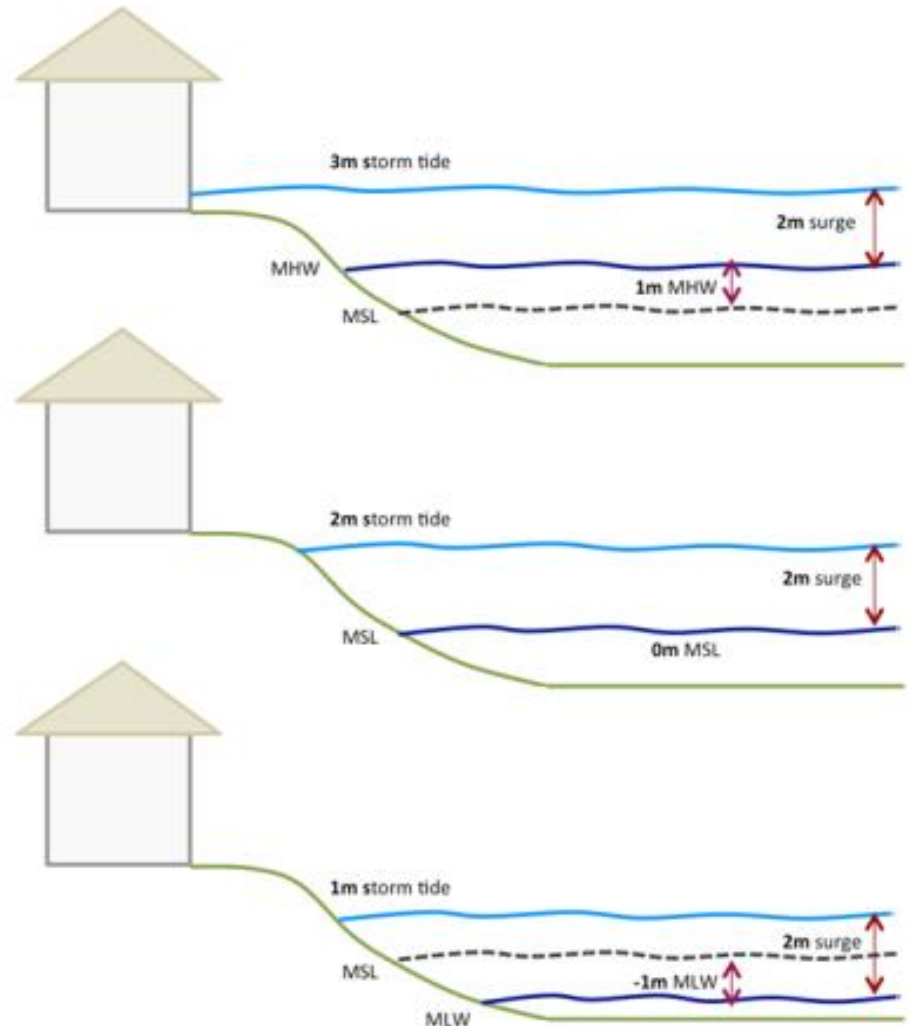 3m storm tide
2m surge
MHW
1m MHW
MSL
2m storm tide
2m surge
MSL
0m MSL
1m storm tide
2m surge
MSL
-1m MLW
MLW